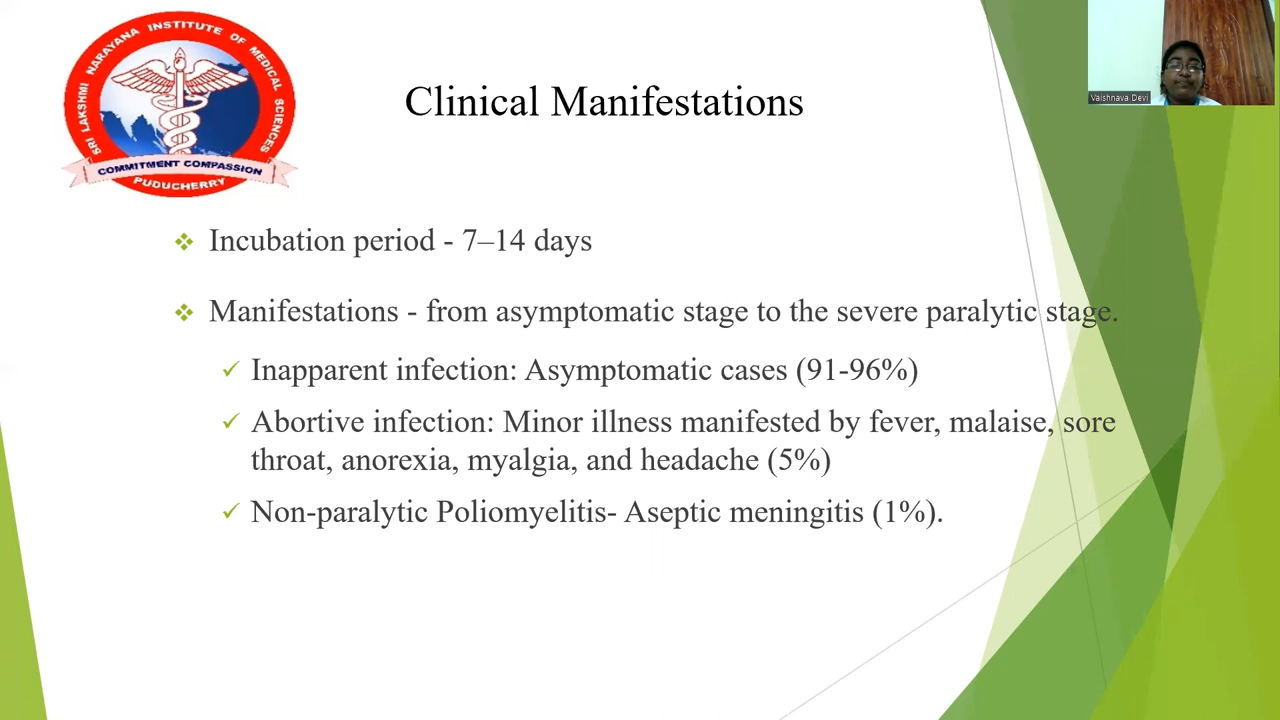 SRI LAKSHMI NARAYANA INSTITUTE OF MEDICAL SCIENCES
COMMITMENT COMPASSION
PUDUCHERRY
Clinical Manifestations
Vaishnava Devi
Incubation period - 7–14 days
Manifestations - from asymptomatic stage to the severe paralytic stage.
Inapparent infection: Asymptomatic cases (91-96%)
Abortive infection: Minor illness manifested by fever, malaise, sore
throat, anorexia, myalgia, and headache (5%)
Non-paralytic Poliomyelitis- Aseptic meningitis (1%).